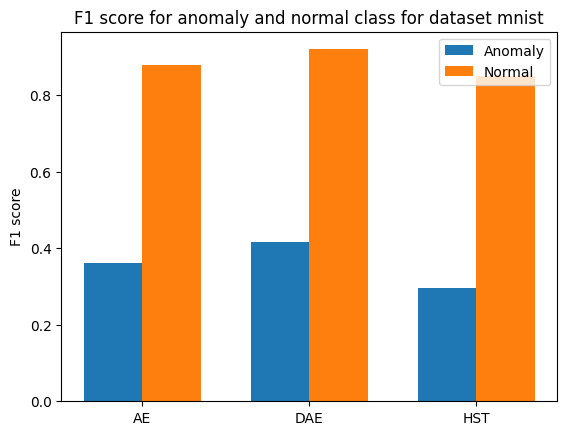 F1 score for anomaly and normal class for dataset mnist
Anomaly
Normal
F1 score
0.8
0.6
0.4
0.2
0.0
AE DAE HST